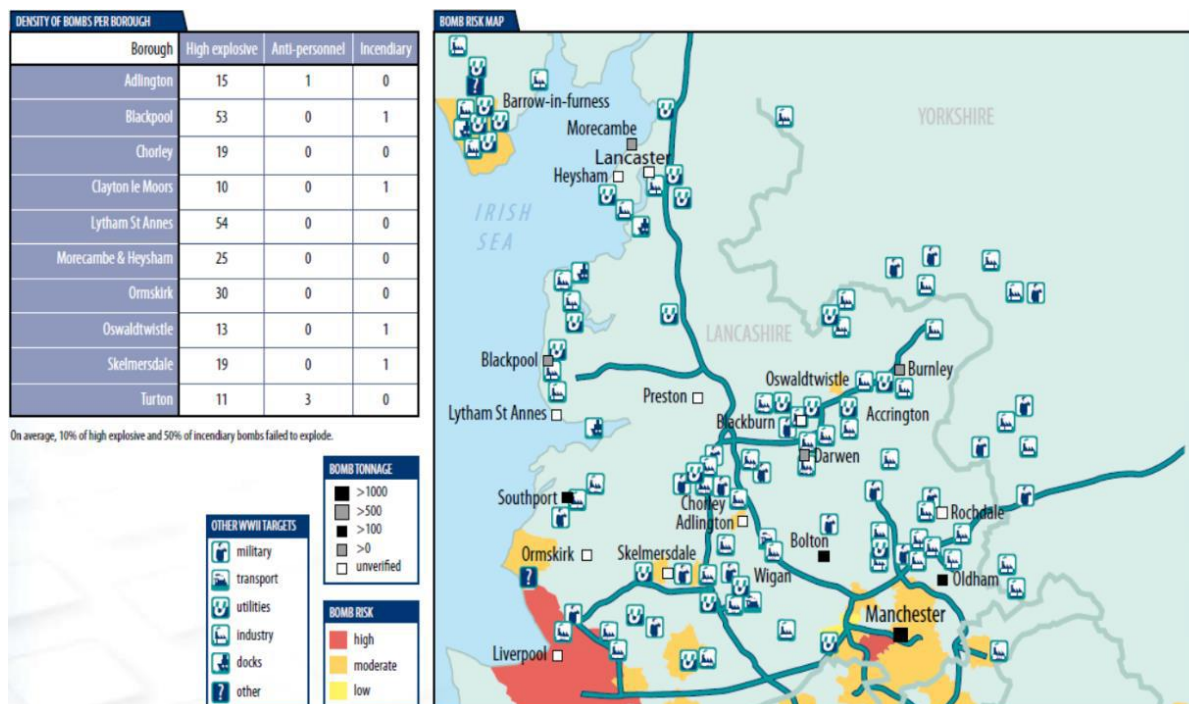 DENSITY OF BOMBS PER BOROUGH
Borough High explosive Anti-personnel Incendiary
Adlington 15 1 0
Blackpool 53 0 1
Chorley 19 0 0
Clayton le Moors 10 0 1
Lytham St Annes 54 0 0
Morecambe & Heysham 25 0 0
Ormskirk 30 0 0
Oswaldtwistle 13 0 1
Skelmersdale 19 0 1
Turton 11 3 0
On average, 10% of high explosive and 50% of incendiary bombs failed to explode.
OTHER WWII TARGETS
military
transport
utilities
industry
docks
? other
BOMB TONNAGE
>1000
>500
>100
>0
unverified
BOMB RISK
high
moderate
low
BOMB RISK MAP
?
Barrow-in-furness
YORKSHIRE
Morecambe
Lancaster
Heysham
IRISH
SEA
LANCASHIRE
Blackpool
Burnley
Oswaldtwistle
Preston
Lytham St Annes
Accrington
Blackburn
Darwen
Southport
Chorley
Adlington
Rochdale
Bolton
Ormskirk
Skelmersdale
?
Wigan
Oldham
Manchester
Liverpool